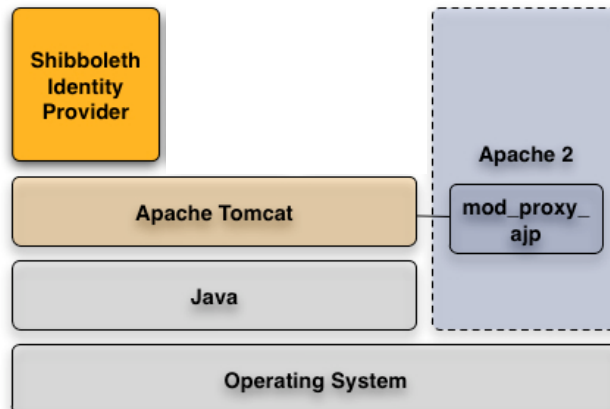 Shibboleth
Identity
Provider
Apache 2
Apache Tomcat
mod_proxy_
ajp
Java
Operating System